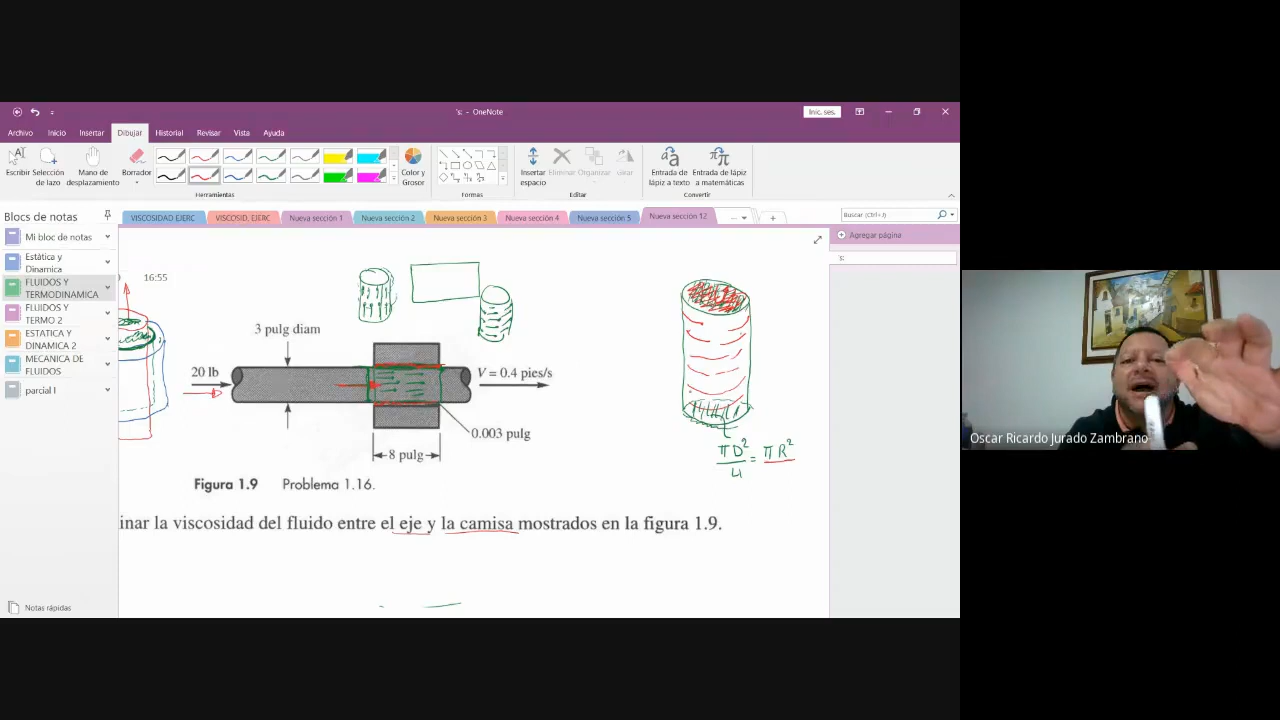 's: - OneNote
Inic. ses.
Archivo Inicio Insertar Dibujar Historial Revisar Vista Ayuda
Escribir Selección de lazo Mano de desplazamiento Borrador
Color y Grosor
Insertar espacio Eliminar Organizar Girar
Entrada de lápiz a texto Entrada de lápiz a matemáticas
Herramientas Formas Editar Convertir
Blocs de notas
VISCOSIDAD EJERC VISCOSID. EJERC Nueva sección 1 Nueva sección 2 Nueva sección 3 Nueva sección 4 Nueva sección 5 Nueva sección 12 ... +
Buscar (Ctrl+J)
Mi bloc de notas
Estàtica y Dinamica
FLUIDOS Y TERMODINAMICA
FLUIDOS Y TERMO 2
ESTATICA Y DINAMICA 2
MECANICA DE FLUIDOS
parcial I
Notas rápidas
Agregar página
's:
16:55
3 pulg diam
20 lb
V = 0.4 pies/s
0.003 pulg
8 pulg
πD²/4 = πR²
Figura 1.9 Problema 1.16.
inar la viscosidad del fluido entre el eje y la camisa mostrados en la figura 1.9.
Oscar Ricardo Jurado Zambrano